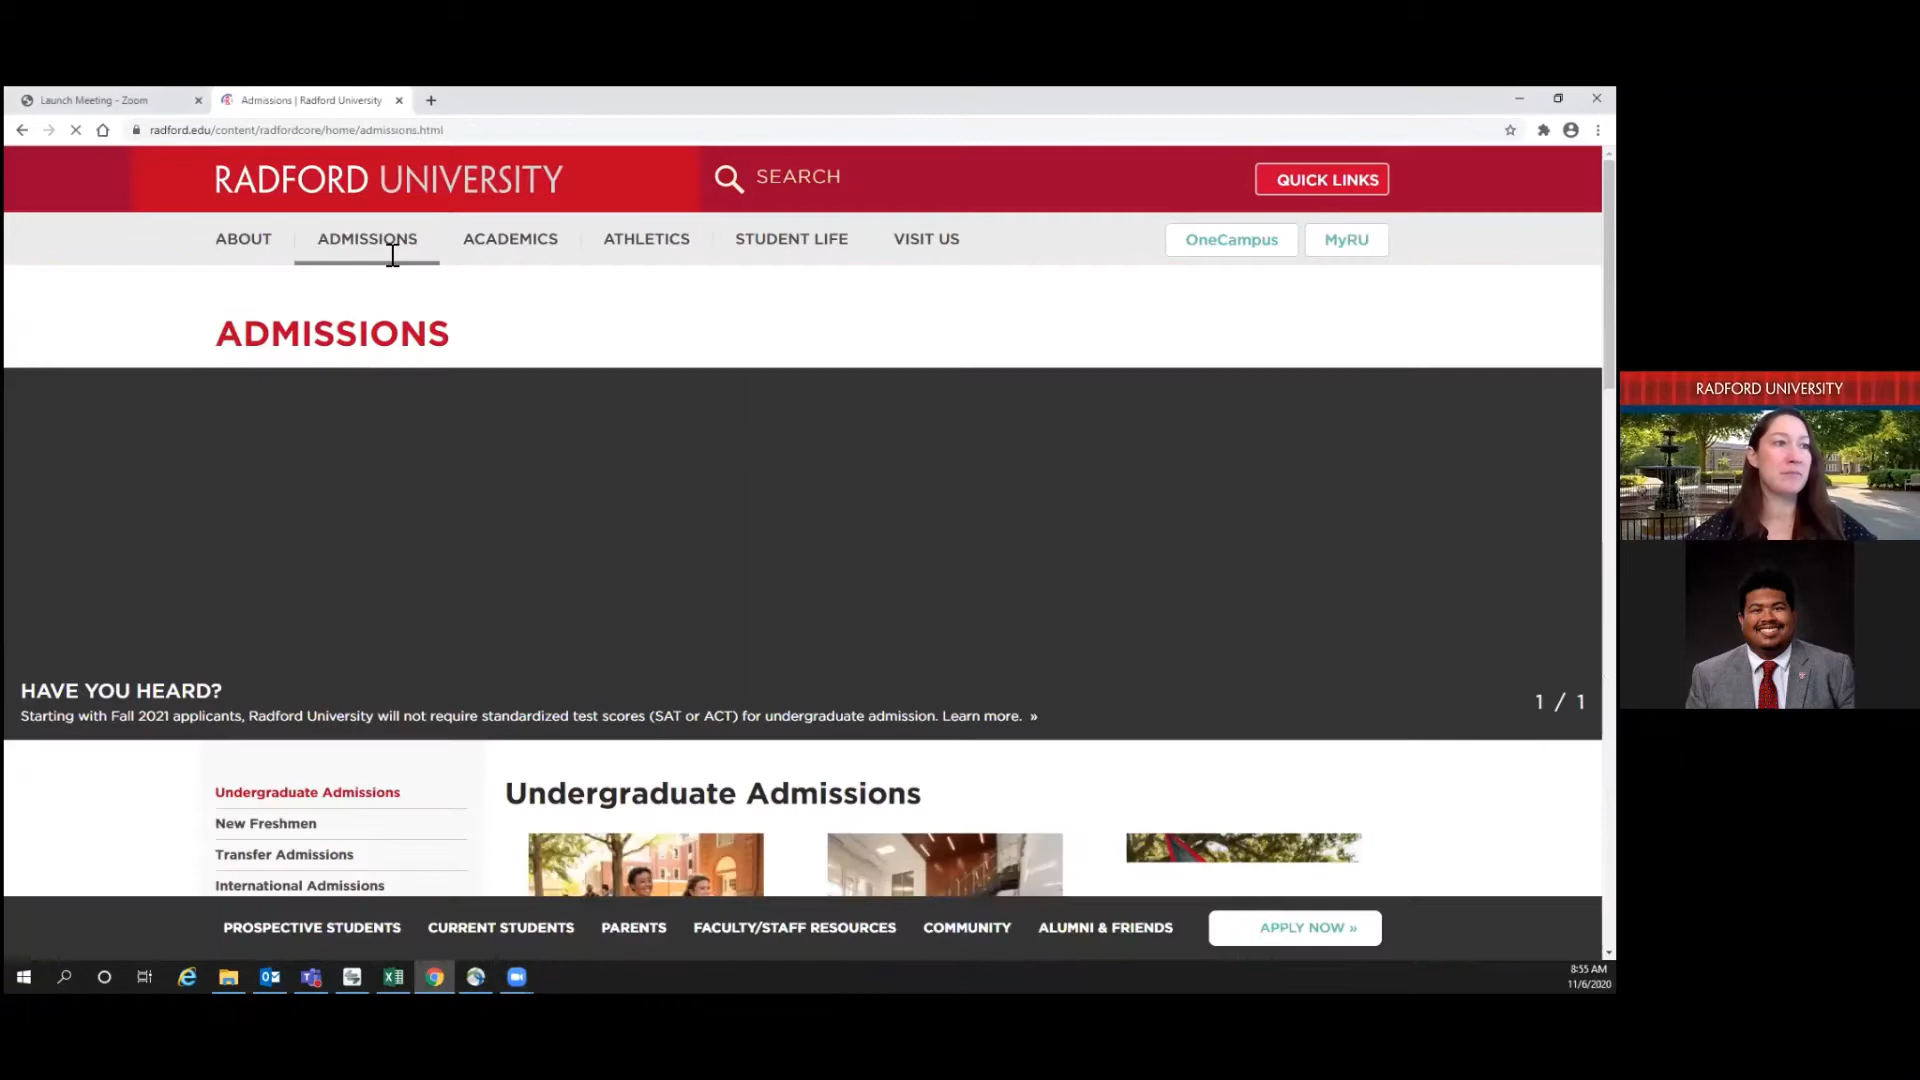 Launch Meeting - Zoom
Admissions | Radford University
radford.edu/content/radfordcore/home/admissions.html
RADFORD UNIVERSITY
SEARCH
QUICK LINKS
ABOUT
ADMISSIONS
ACADEMICS
ATHLETICS
STUDENT LIFE
VISIT US
OneCampus
MyRU
ADMISSIONS
RADFORD UNIVERSITY
HAVE YOU HEARD?
Starting with Fall 2021 applicants, Radford University will not require standardized test scores (SAT or ACT) for undergraduate admission. Learn more. »
1 / 1
Undergraduate Admissions
New Freshmen
Transfer Admissions
International Admissions
Undergraduate Admissions
PROSPECTIVE STUDENTS
CURRENT STUDENTS
PARENTS
FACULTY/STAFF RESOURCES
COMMUNITY
ALUMNI & FRIENDS
APPLY NOW »
8:55 AM
11/6/2020